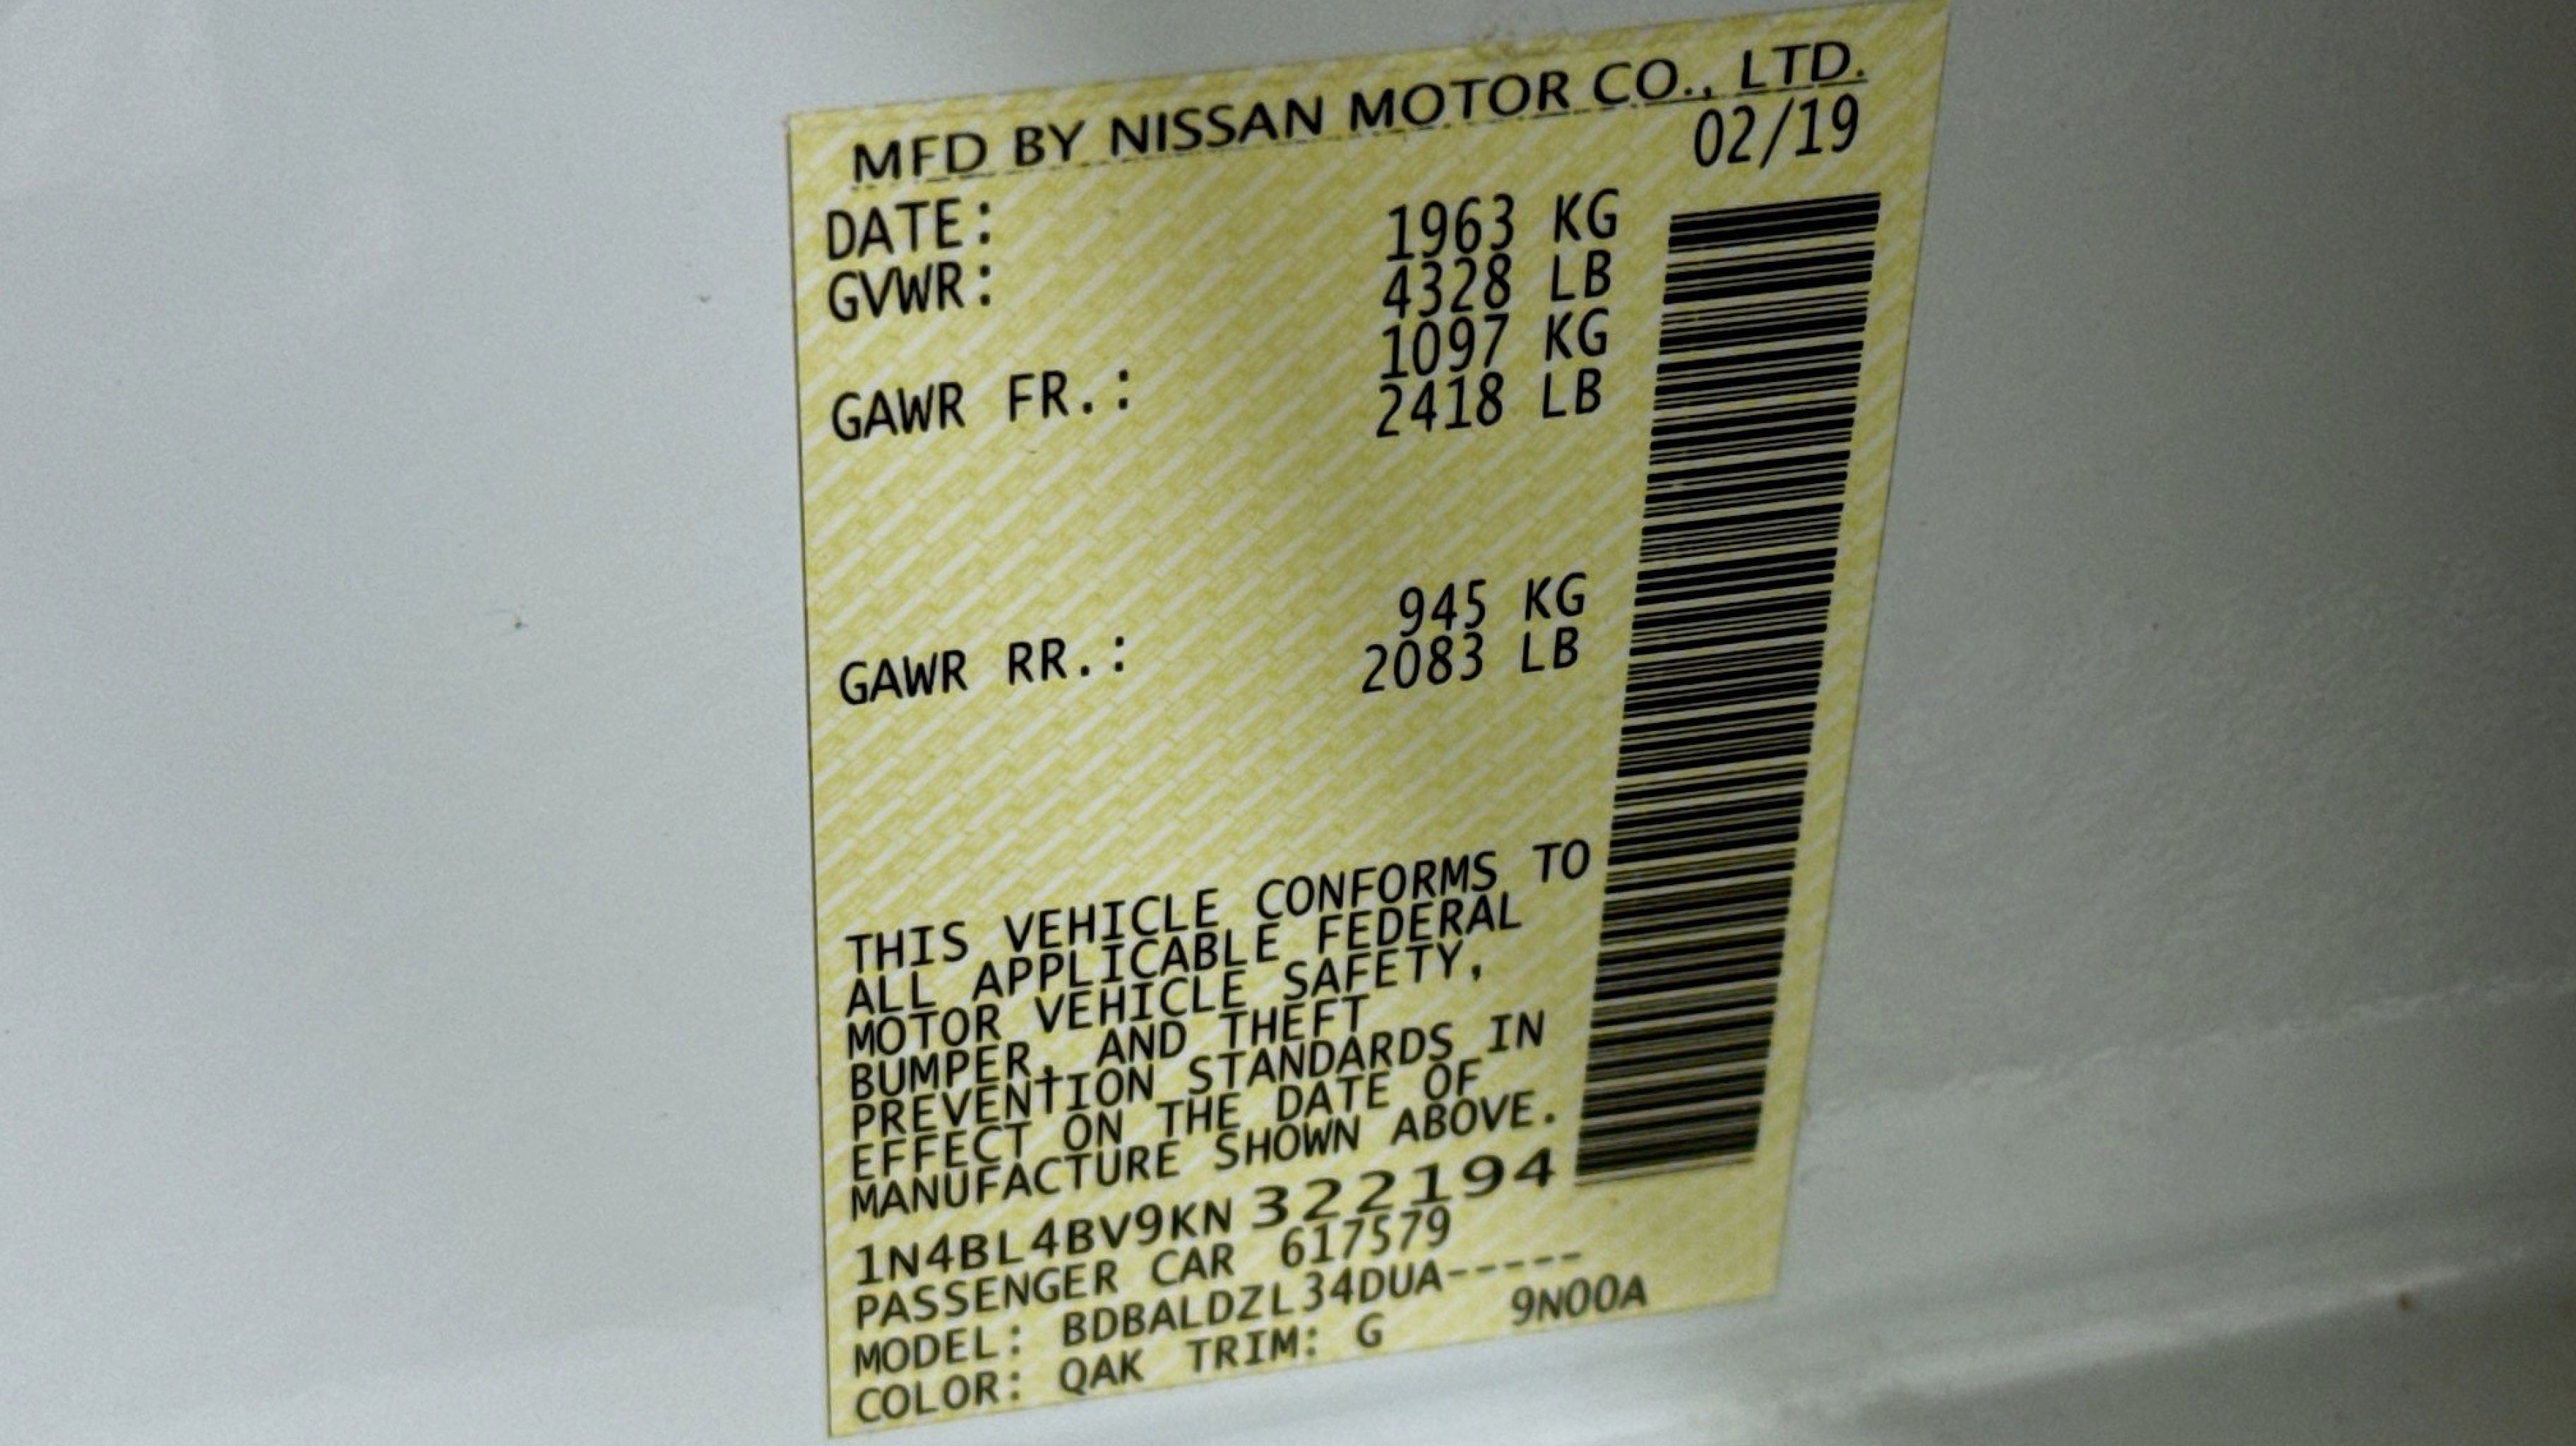 MFD BY NISSAN MOTOR CO., LTD.
DATE: 02/19
GVWR: 1963 KG
4328 LB
GAWR FR.: 1097 KG
2418 LB
GAWR RR.: 945 KG
2083 LB
THIS VEHICLE CONFORMS TO
ALL APPLICABLE FEDERAL
MOTOR VEHICLE SAFETY,
BUMPER, AND THEFT
PREVENTION STANDARDS IN
EFFECT ON THE DATE OF
MANUFACTURE SHOWN ABOVE.
1N4BL4BV9KN322194
PASSENGER CAR 617579
MODEL: BDBALDZL34DUA-----
COLOR: QAK TRIM: G 9N00A